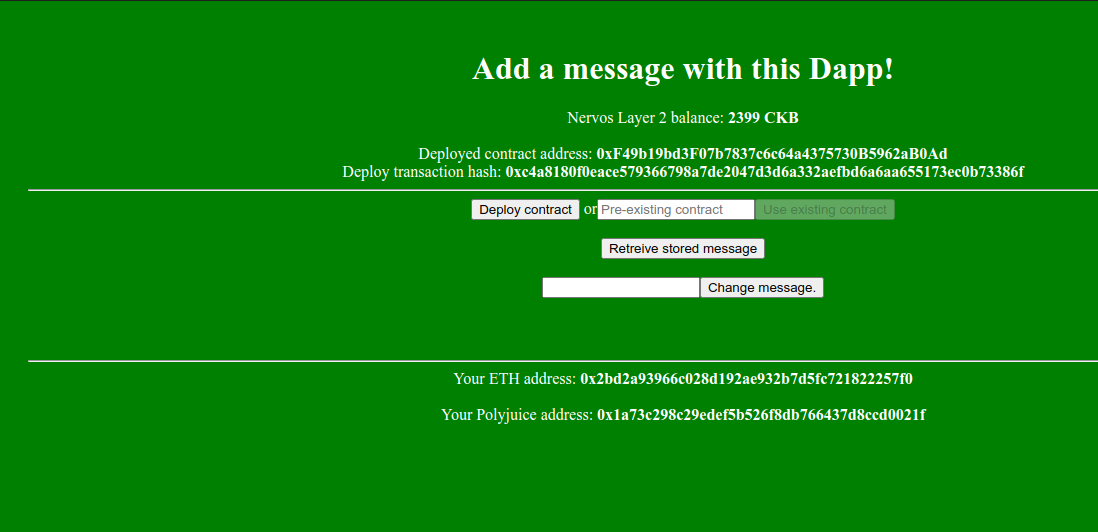 Add a message with this Dapp!
Nervos Layer 2 balance: 2399 CKB
Deployed contract address: 0xF49b19bd3F07b7837c6c64a4375730B5962aB0Ad
Deploy transaction hash: 0xc4a8180f0eace579366798a7de2047d3d6a332aefbd6a6aa655173ec0b73386f
Deploy contract or Pre-existing contract Use existing contract
Retreive stored message
Change message.
Your ETH address: 0x2bd2a93966c028d192ae932b7d5fc721822257f0
Your Polyjuice address: 0x1a73c298c29edef5b526f8db766437d8ccd0021f